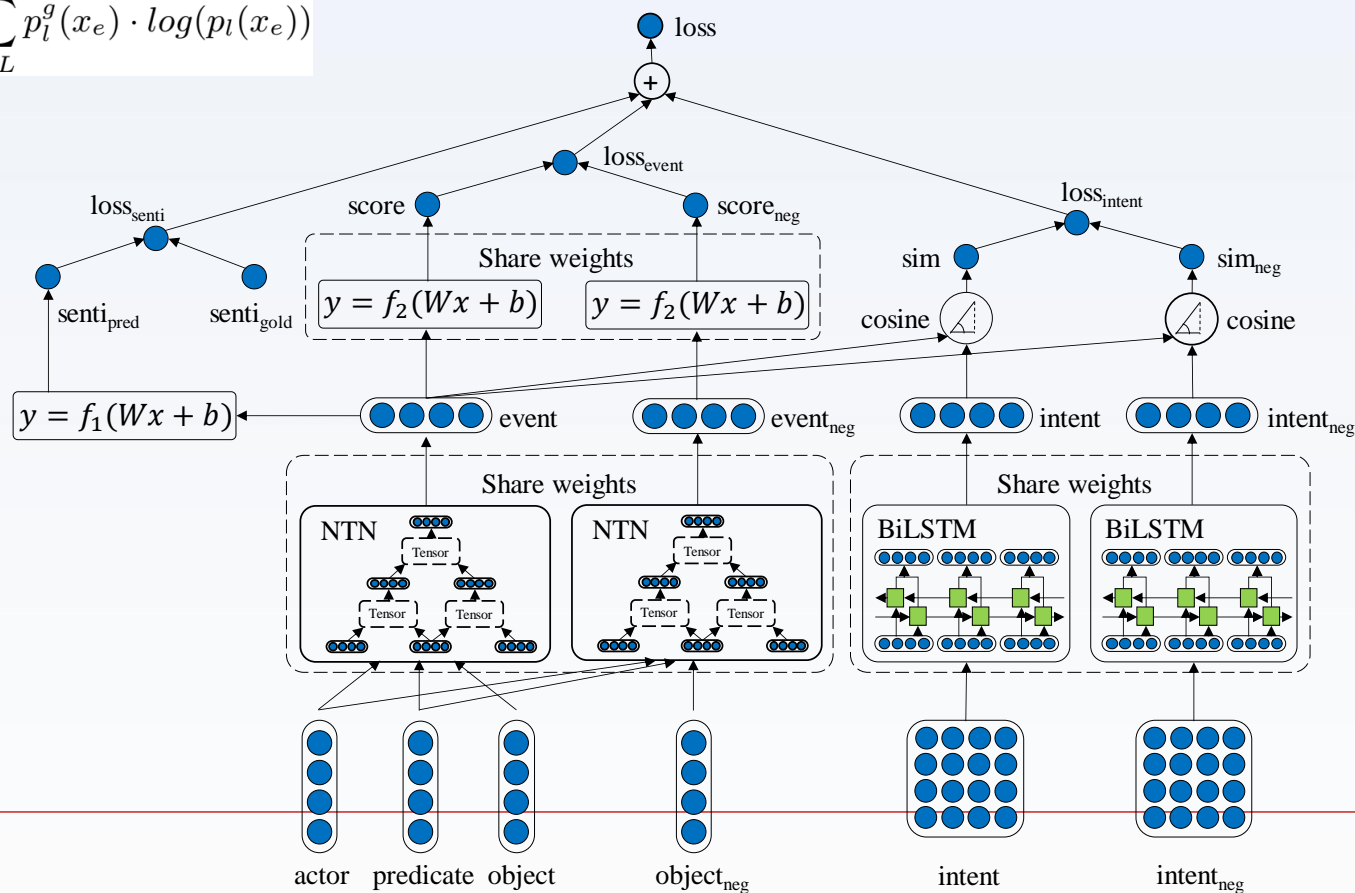 ∑ p_l^g(x_e) · log(p_l(x_e))
L
loss
+
loss_event
loss_senti
score
score_neg
loss_intent
Share weights
sim
sim_neg
senti_pred
senti_gold
y = f_2(Wx + b)
y = f_2(Wx + b)
cosine
cosine
y = f_1(Wx + b)
event
event_neg
intent
intent_neg
Share weights
Share weights
NTN
NTN
BiLSTM
BiLSTM
Tensor
Tensor
Tensor
Tensor
Tensor
Tensor
actor
predicate
object
object_neg
intent
intent_neg